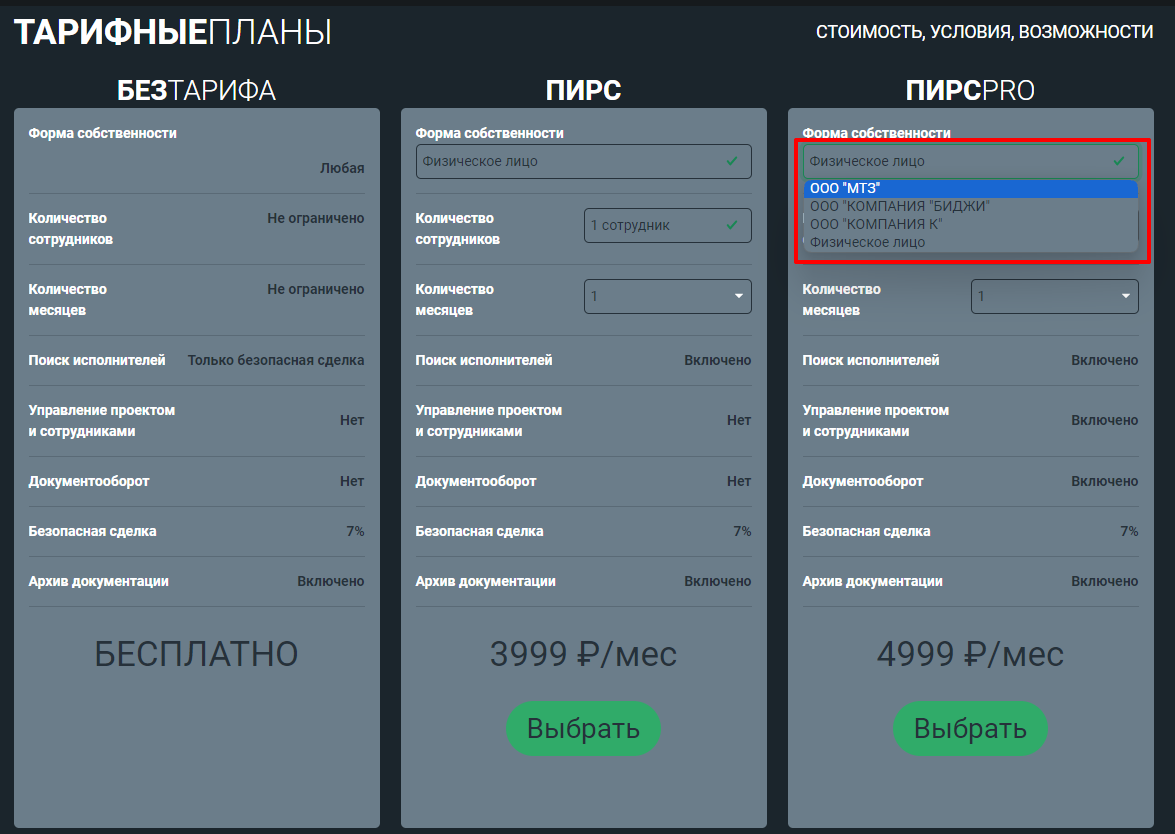 ТАРИФНЫЕПЛАНЫ
СТОИМОСТЬ, УСЛОВИЯ, ВОЗМОЖНОСТИ
БЕЗТАРИФА
Форма собственности
Любая
Количество
сотрудников
Не ограничено
Количество
месяцев
Не ограничено
Поиск исполнителей
Только безопасная сделка
Управление проектом
и сотрудниками
Нет
Документооборот
Нет
Безопасная сделка
7%
Архив документации
Включено
БЕСПЛАТНО
ПИРС
Форма собственности
Физическое лицо
Количество
сотрудников
1 сотрудник
Количество
месяцев
1
Поиск исполнителей
Включено
Управление проектом
и сотрудниками
Нет
Документооборот
Нет
Безопасная сделка
7%
Архив документации
Включено
3999 ₽/мес
Выбрать
ПИРСPRO
Форма собственности
Физическое лицо
ООО "МТЗ"
ООО "КОМПАНИЯ "БИДЖИ"
ООО "КОМПАНИЯ К"
Физическое лицо
Количество
месяцев
1
Поиск исполнителей
Включено
Управление проектом
и сотрудниками
Включено
Документооборот
Включено
Безопасная сделка
7%
Архив документации
Включено
4999 ₽/мес
Выбрать